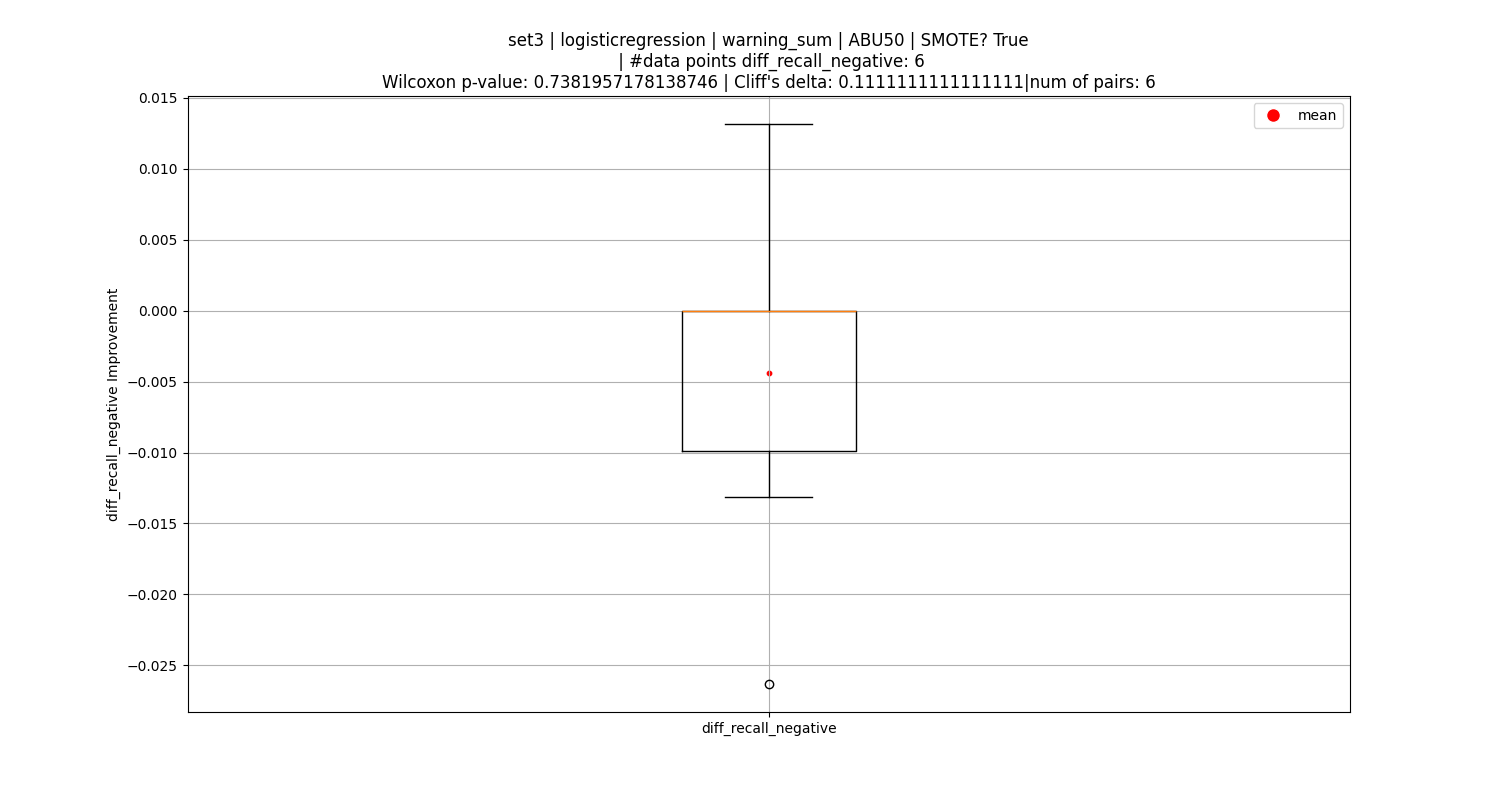 set3 | logisticregression | warning_sum | ABU50 | SMOTE? True
| #data points diff_recall_negative: 6
Wilcoxon p-value: 0.7381957178138746 | Cliff's delta: 0.1111111111111111|num of pairs: 6
mean
0.015
0.010
0.005
0.000
−0.005
−0.010
−0.015
−0.020
−0.025
diff_recall_negative Improvement
diff_recall_negative